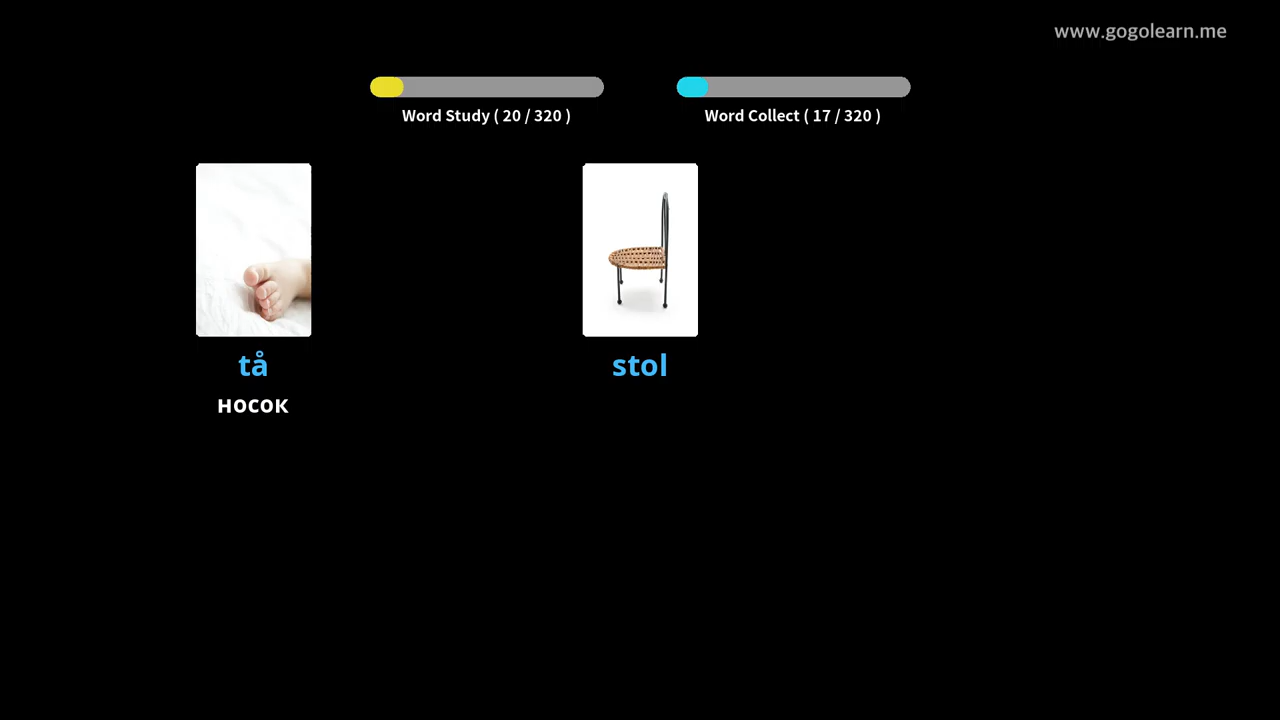 www.gogolearn.me
Word Study ( 20 / 320 )
Word Collect ( 17 / 320 )
tå
stol
носок